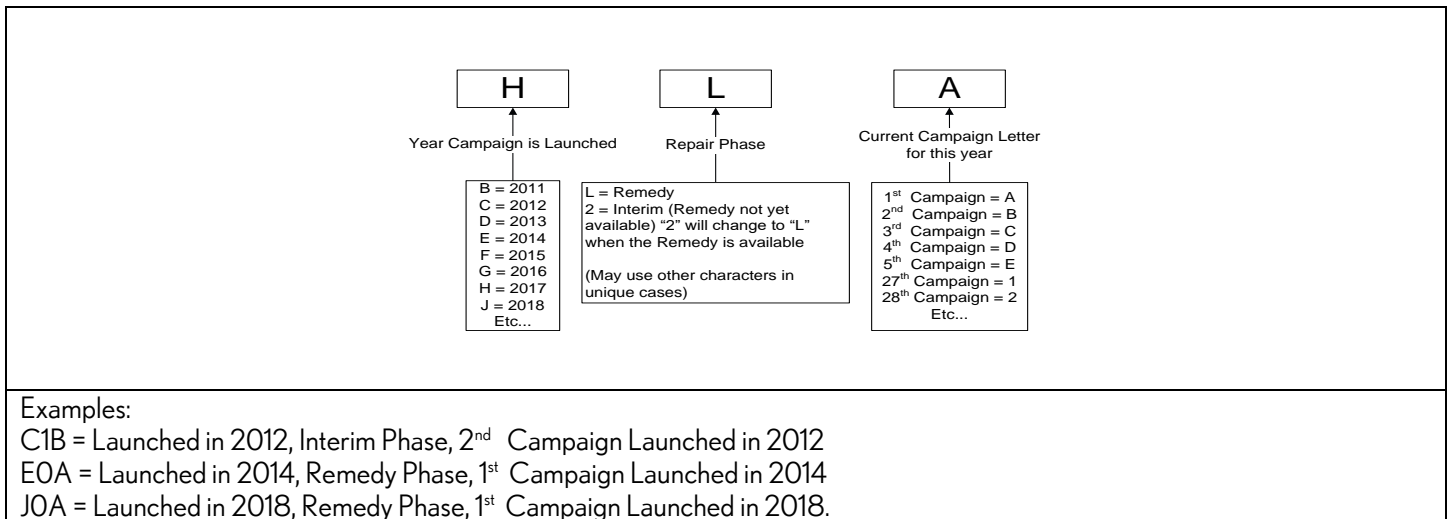 H
L
A
Year Campaign is Launched
Repair Phase
Current Campaign Letter
for this year
B = 2011
C = 2012
D = 2013
E = 2014
F = 2015
G = 2016
H = 2017
J = 2018
Etc...
L = Remedy
2 = Interim (Remedy not yet
available) “2” will change to “L”
when the Remedy is available
(May use other characters in
unique cases)
1st Campaign = A
2nd Campaign = B
3rd Campaign = C
4th Campaign = D
5th Campaign = E
27th Campaign = 1
28th Campaign = 2
Etc...
Examples:
C1B = Launched in 2012, Interim Phase, 2nd Campaign Launched in 2012
E0A = Launched in 2014, Remedy Phase, 1st Campaign Launched in 2014
J0A = Launched in 2018, Remedy Phase, 1st Campaign Launched in 2018.